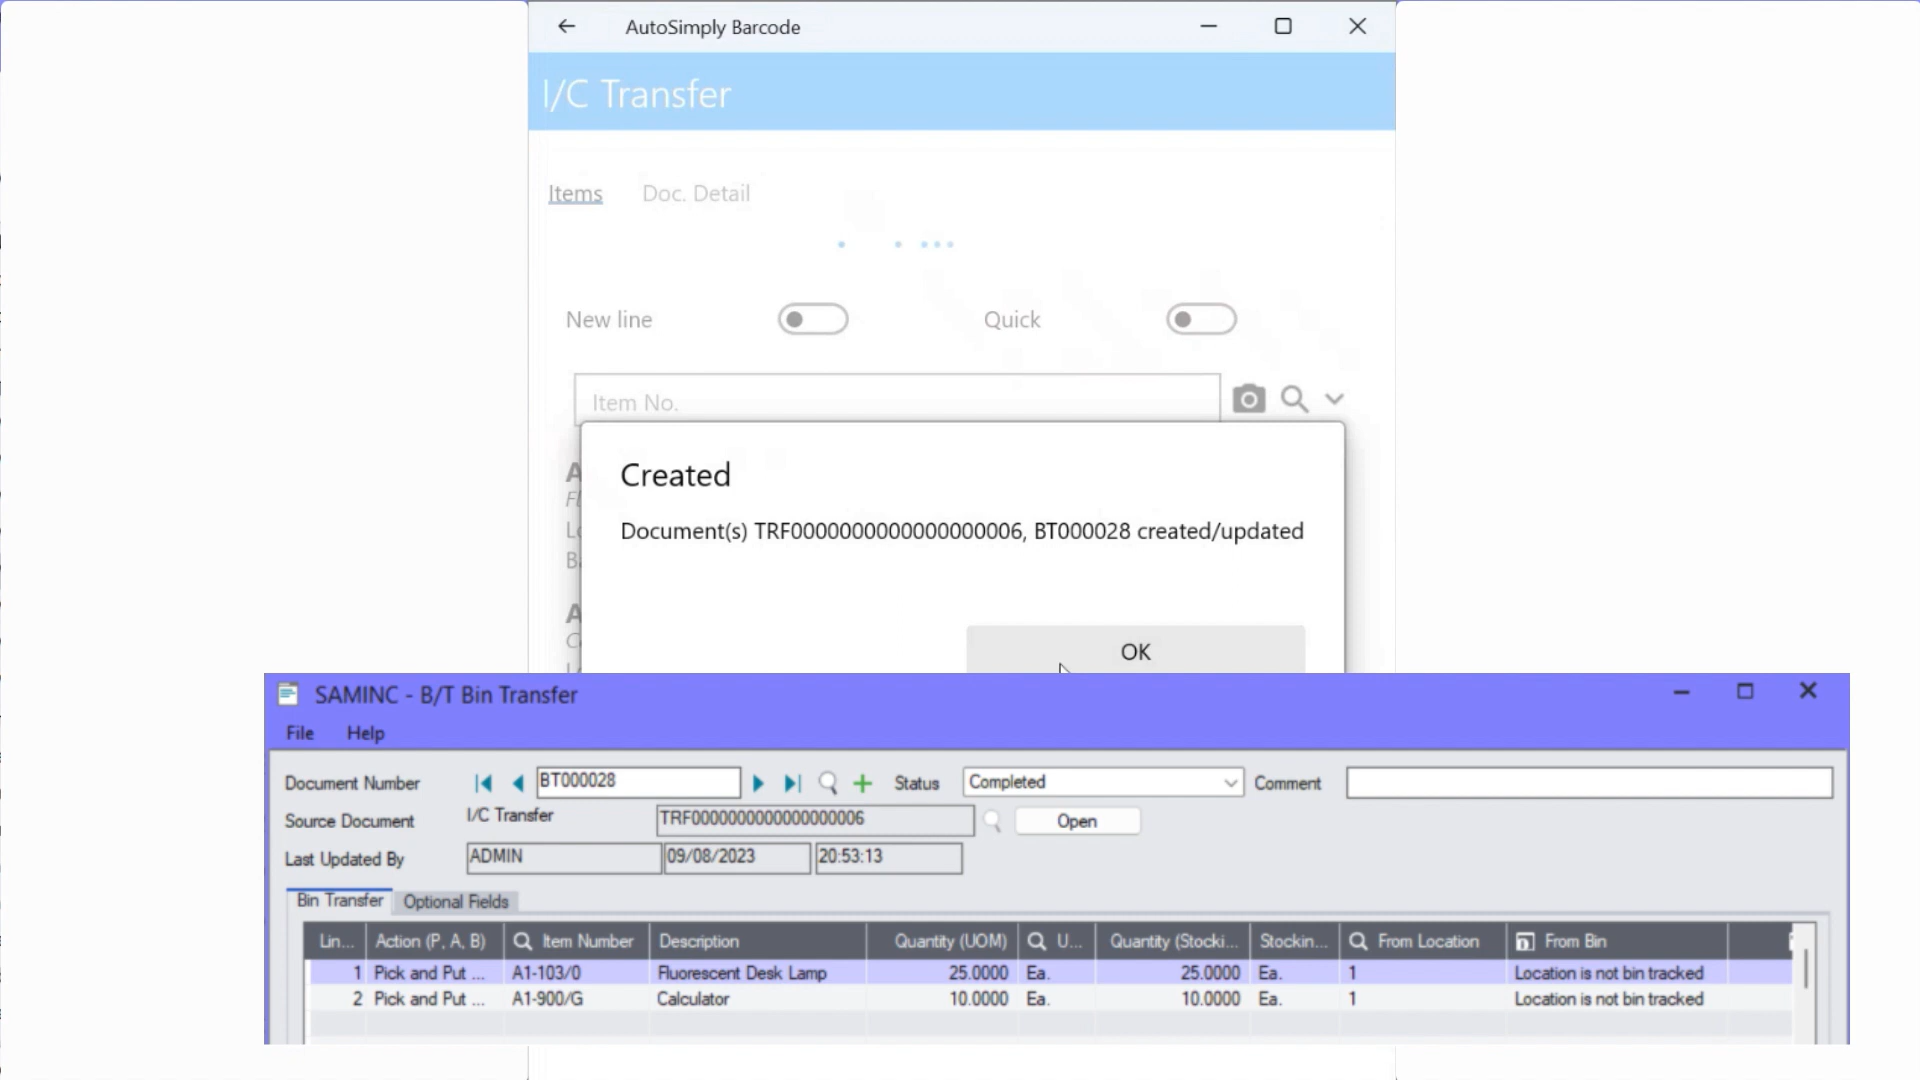 AutoSimply Barcode
I/C Transfer
Items Doc. Detail
New line Quick
Item No.
Created
Document(s) TRF0000000000000000006, BT000028 created/updated
OK
SAMINC - B/T Bin Transfer
File Help
Document Number BT000028 Status Completed Comment
Source Document I/C Transfer TRF0000000000000000006 Open
Last Updated By ADMIN 09/08/2023 20:53:13
Bin Transfer Optional Fields
Lin... Action (P, A, B) Item Number Description Quantity (UOM) U... Quantity (Stocki... Stockin... From Location From Bin
1 Pick and Put ... A1-103/0 Fluorescent Desk Lamp 25.0000 Ea. 25.0000 Ea. 1 Location is not bin tracked
2 Pick and Put ... A1-900/G Calculator 10.0000 Ea. 10.0000 Ea. 1 Location is not bin tracked